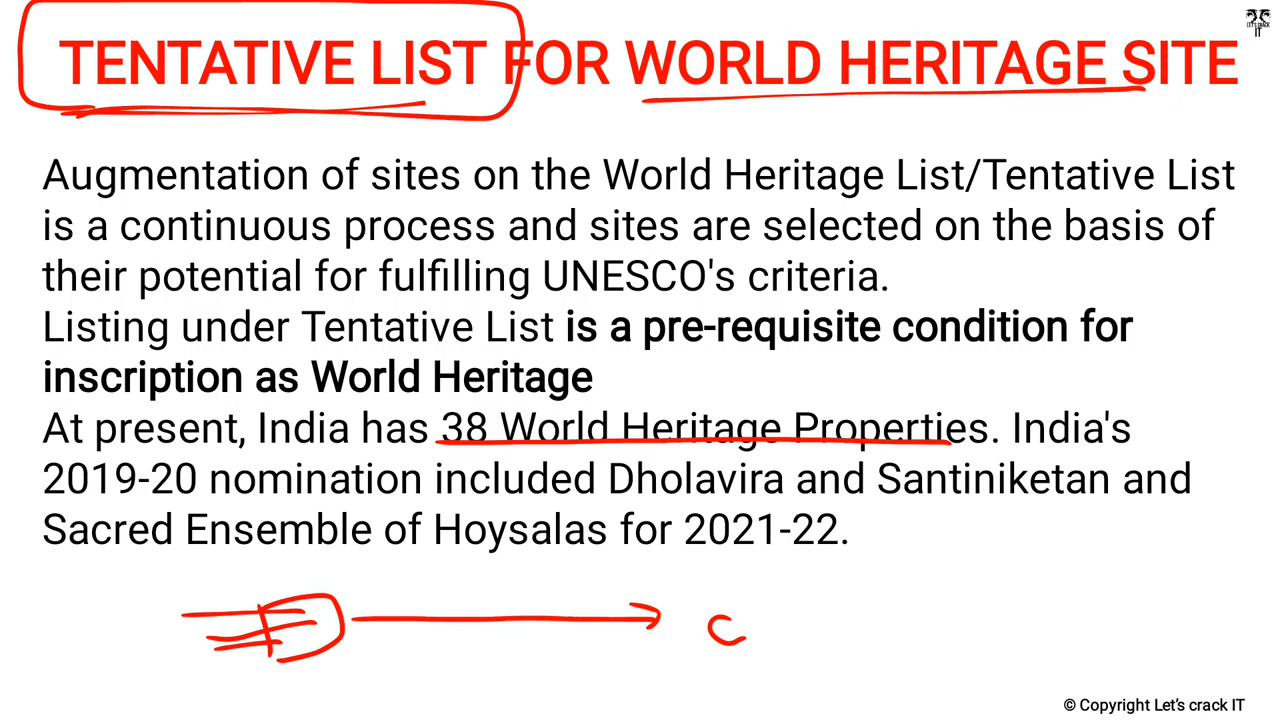 LET'S CRACK
IT
TENTATIVE LIST FOR WORLD HERITAGE SITE
Augmentation of sites on the World Heritage List/Tentative List
is a continuous process and sites are selected on the basis of
their potential for fulfilling UNESCO's criteria.
Listing under Tentative List is a pre-requisite condition for
inscription as World Heritage
At present, India has 38 World Heritage Properties. India's
2019-20 nomination included Dholavira and Santiniketan and
Sacred Ensemble of Hoysalas for 2021-22.
C
© Copyright Let's crack IT